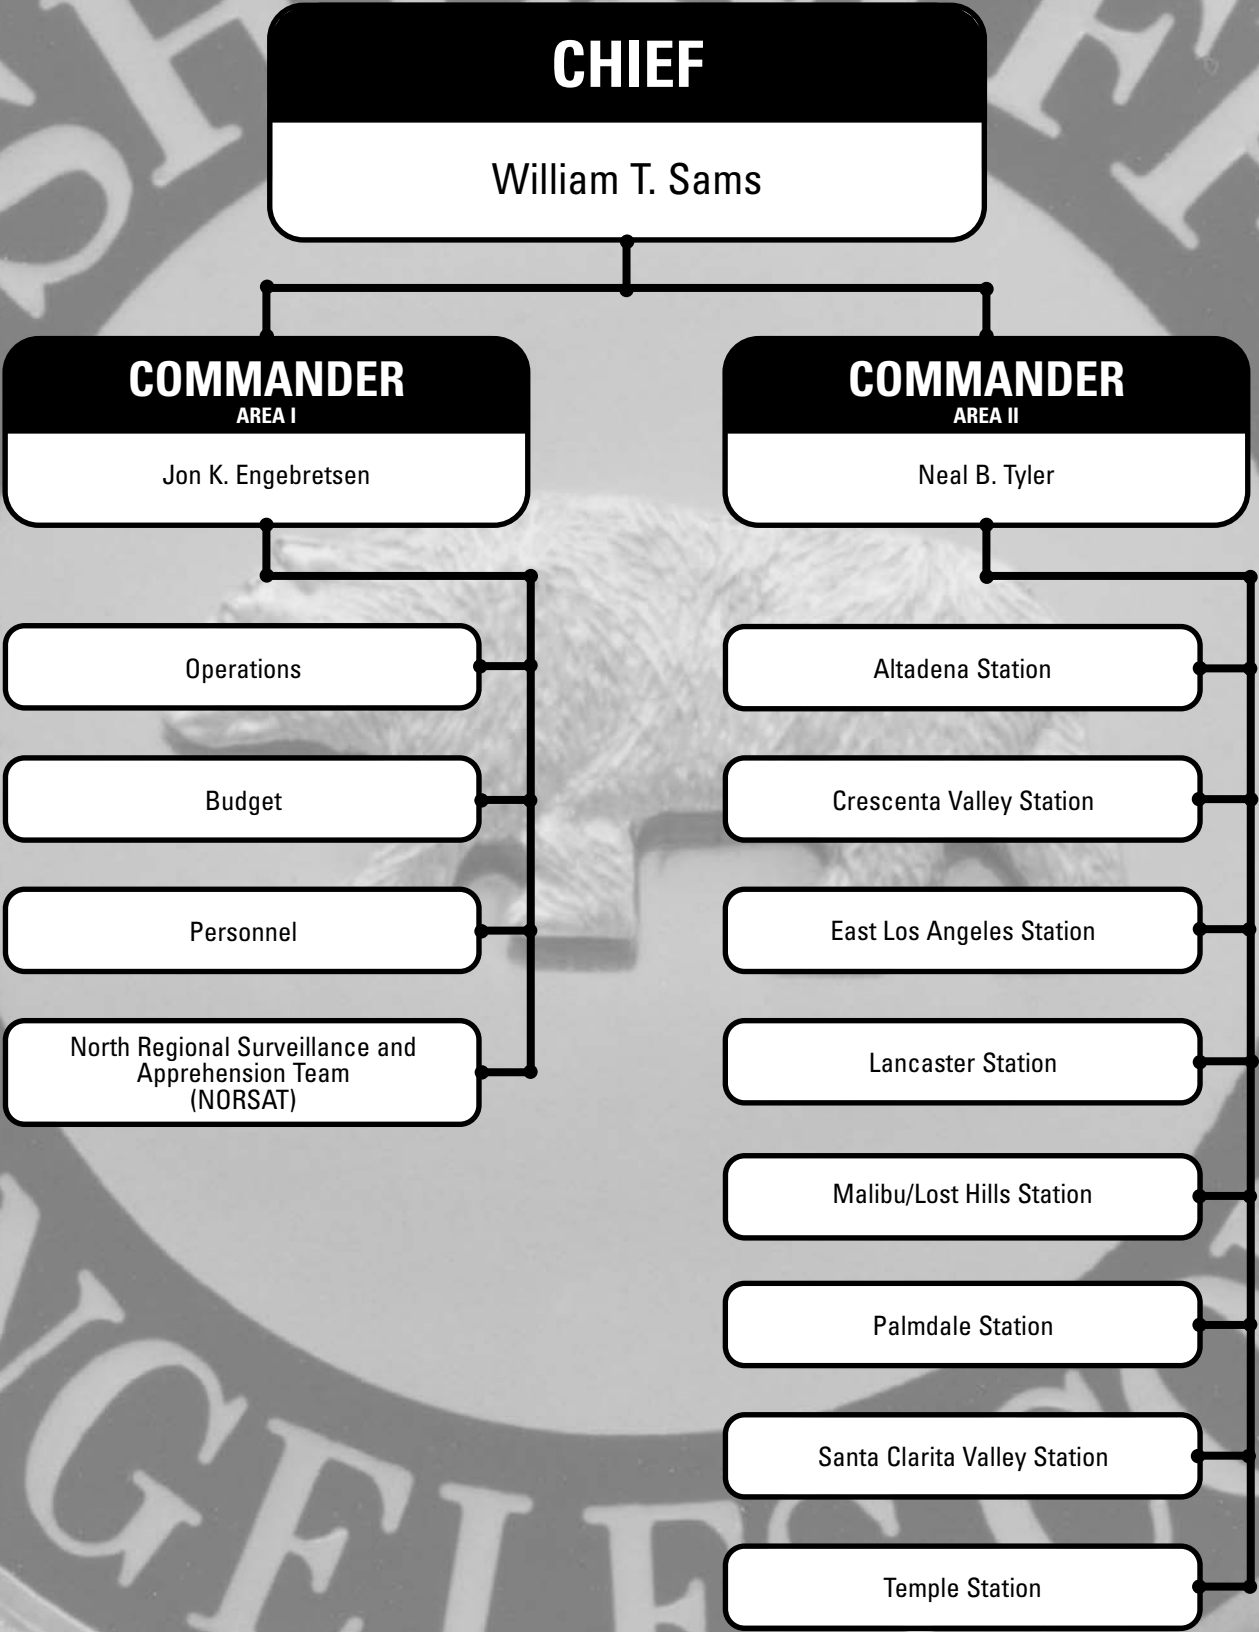 CHIEF
William T. Sams
COMMANDER
AREA I
Jon K. Engebretsen
Operations
Budget
Personnel
North Regional Surveillance and
Apprehension Team
(NORSAT)
COMMANDER
AREA II
Neal B. Tyler
Altadena Station
Crescenta Valley Station
East Los Angeles Station
Lancaster Station
Malibu/Lost Hills Station
Palmdale Station
Santa Clarita Valley Station
Temple Station